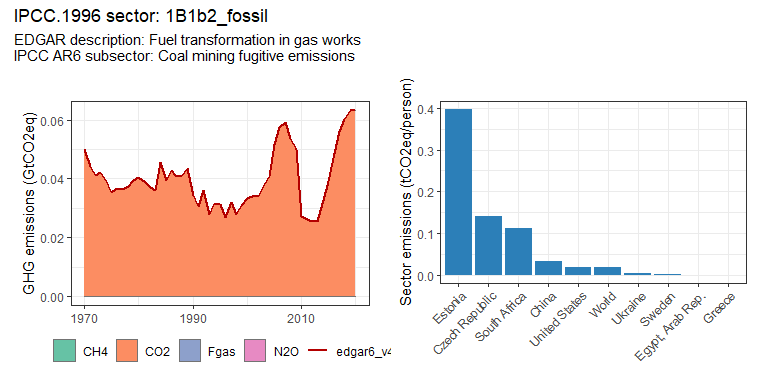 IPCC.1996 sector: 1B1b2_fossil
EDGAR description: Fuel transformation in gas works
IPCC AR6 subsector: Coal mining fugitive emissions
GHG emissions (GtCO2eq)
0.06
0.04
0.02
0.00
1970
1990
2010
CH4
CO2
Fgas
N2O
edgar6_v4
Sector emissions (tCO2eq/person)
0.4
0.3
0.2
0.1
0.0
Estonia
Czech Republic
South Africa
China
United States
World
Ukraine
Sweden
Egypt, Arab Rep.
Greece